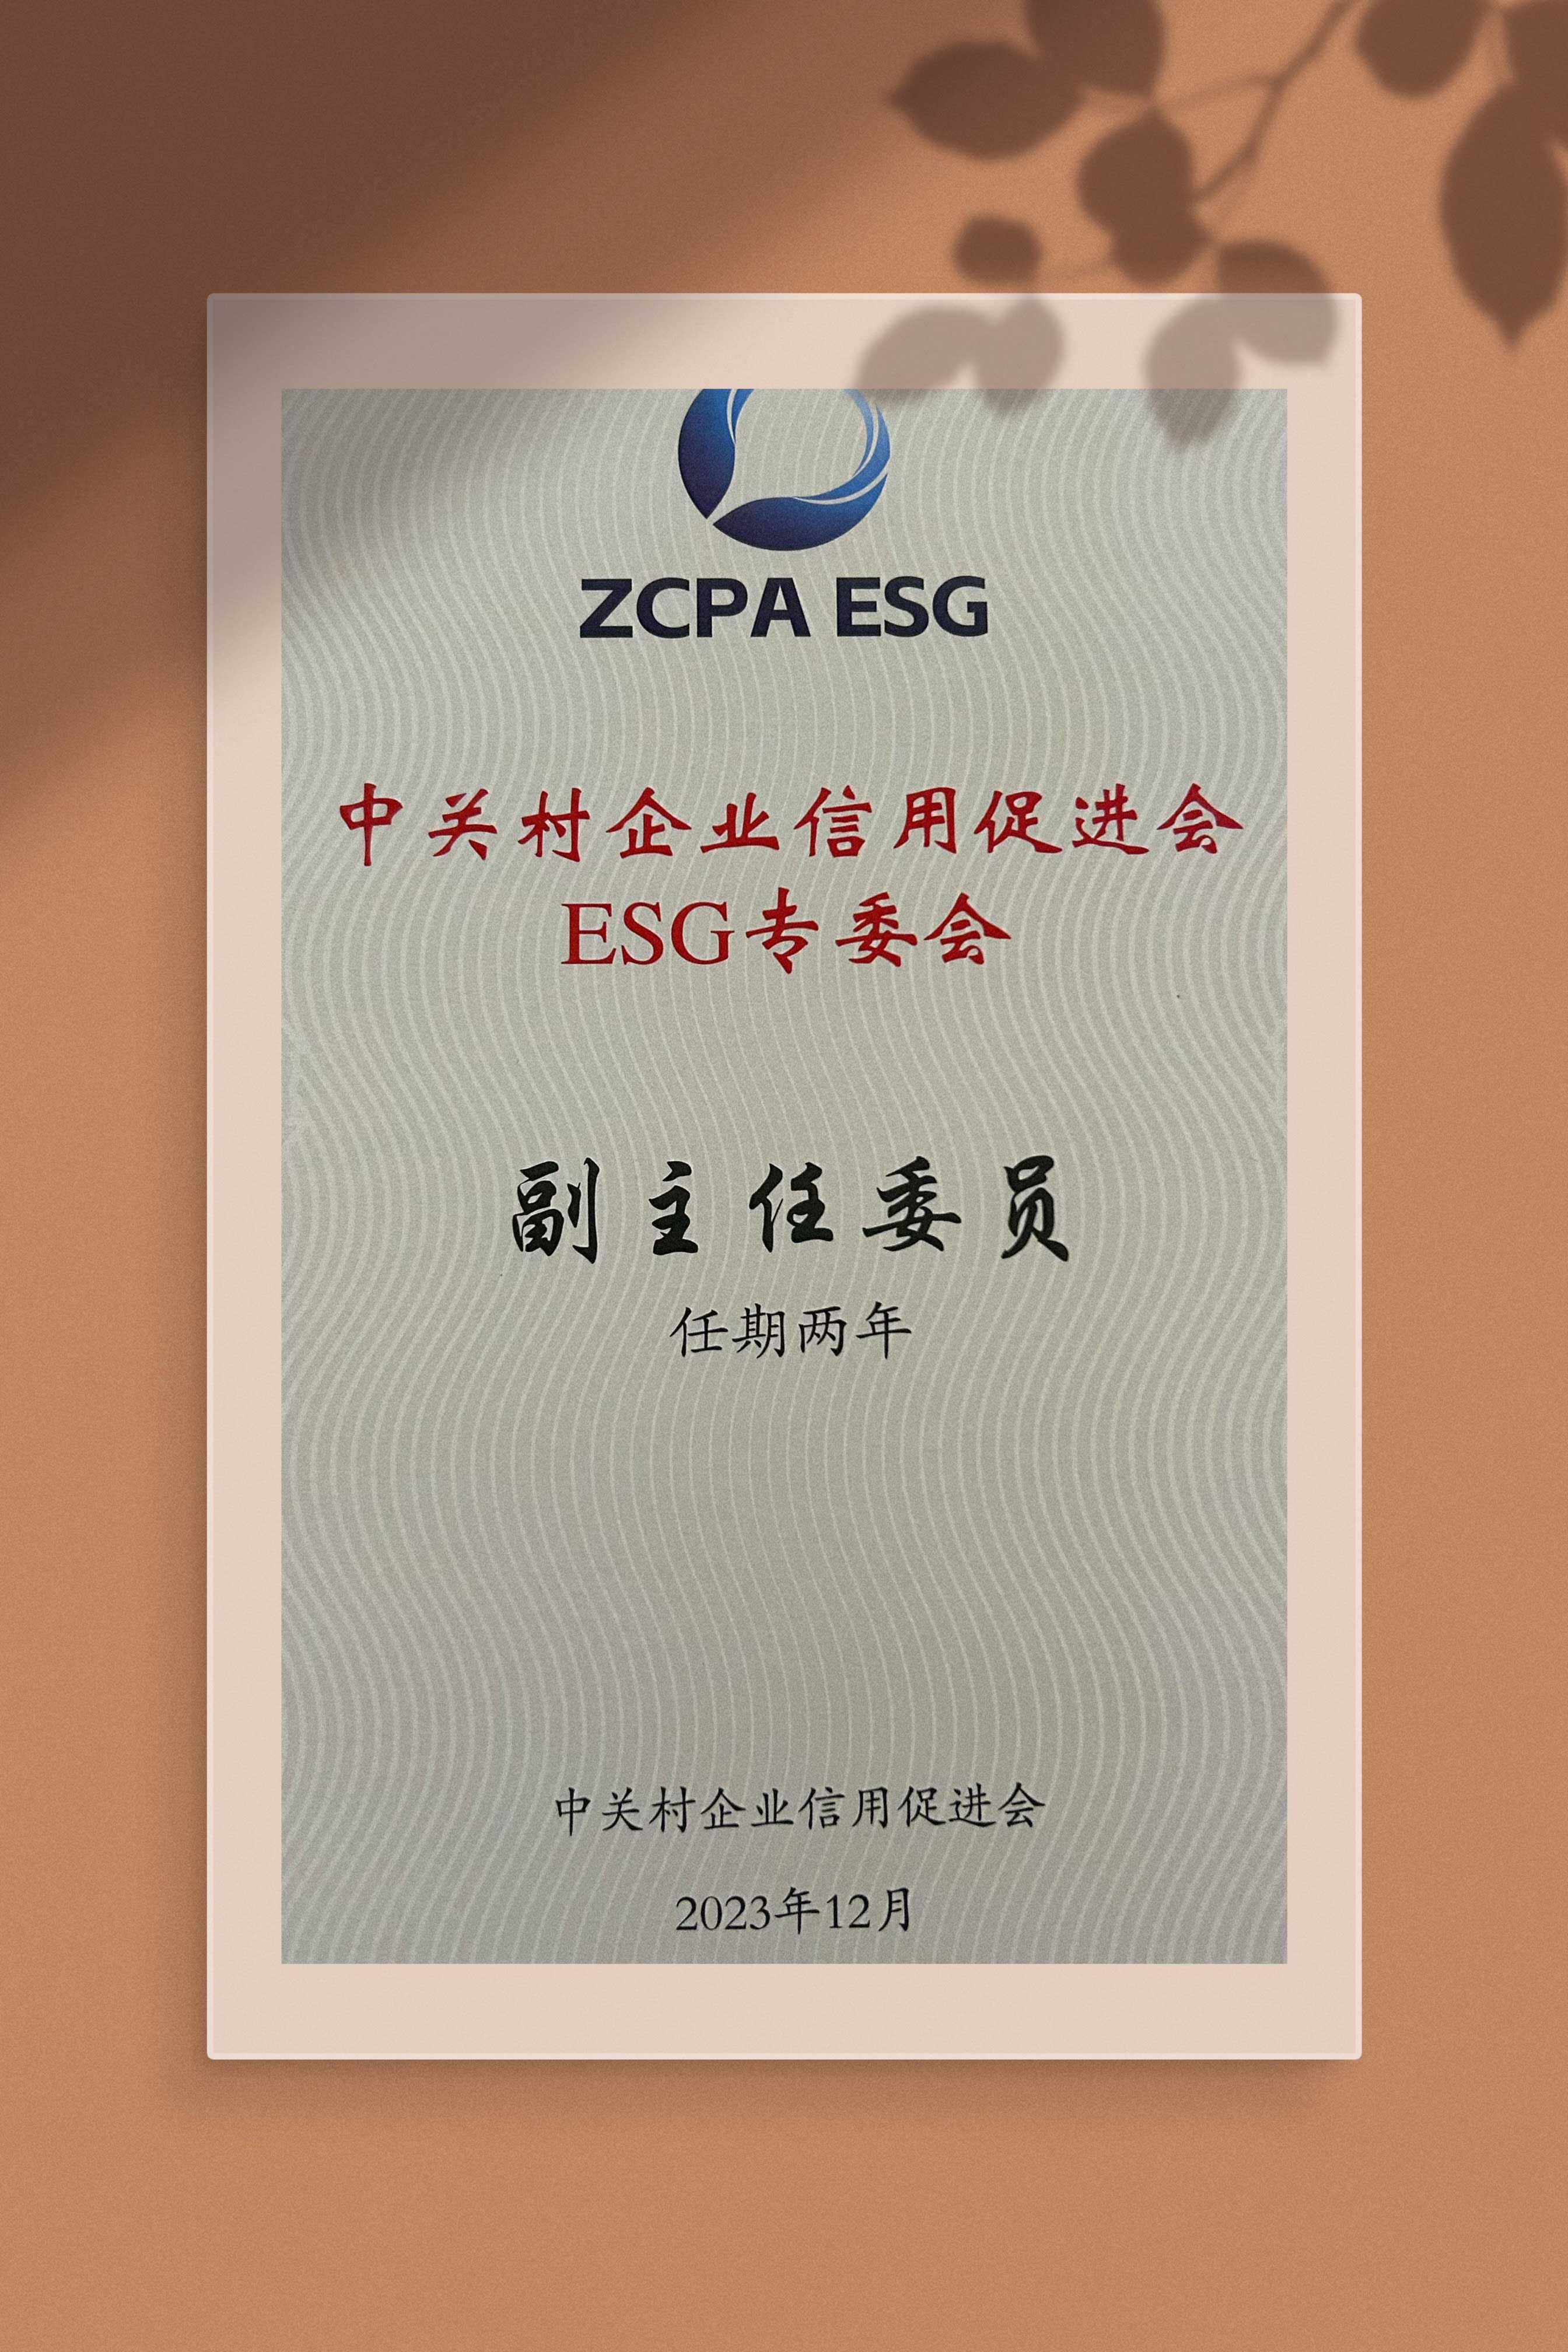 ZCPA ESG
中关村企业信用促进会
ESG专委会
副主任委员
任期两年
中关村企业信用促进会
2023年12月